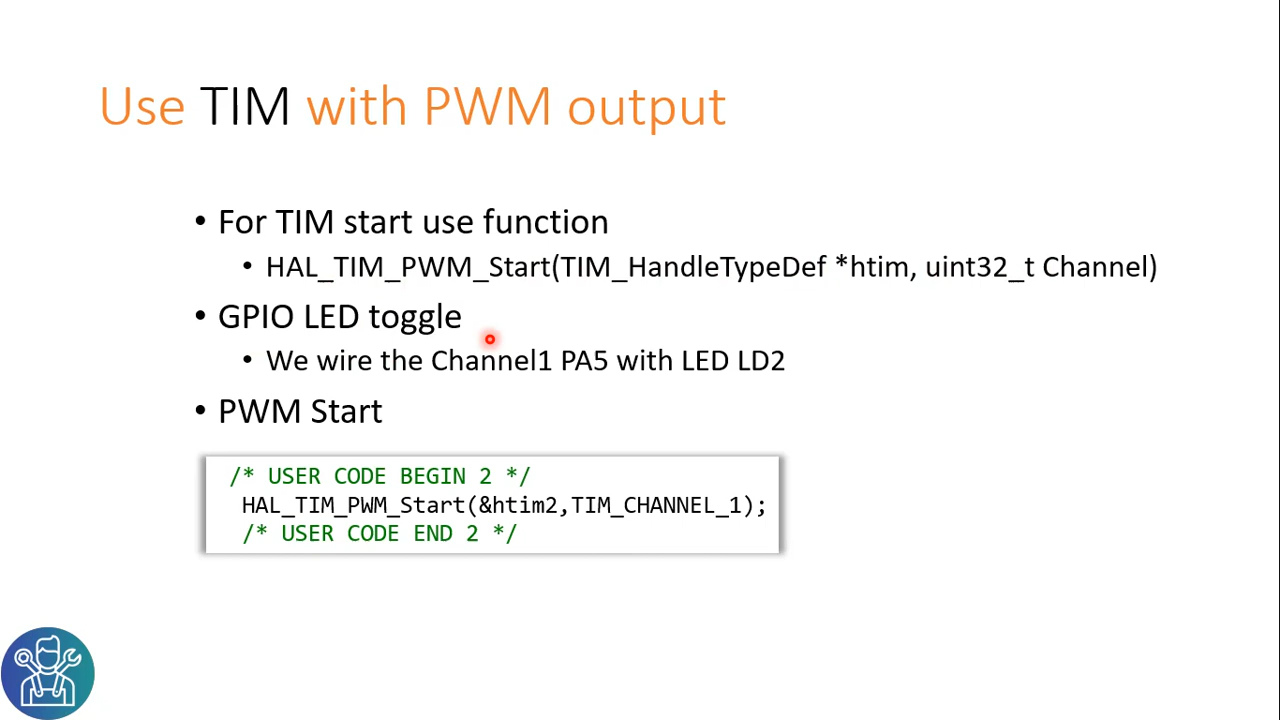 Use TIM with PWM output
• For TIM start use function
• HAL_TIM_PWM_Start(TIM_HandleTypeDef *htim, uint32_t Channel)
• GPIO LED toggle
• We wire the Channel1 PA5 with LED LD2
• PWM Start
/* USER CODE BEGIN 2 */
HAL_TIM_PWM_Start(&htim2,TIM_CHANNEL_1);
/* USER CODE END 2 */